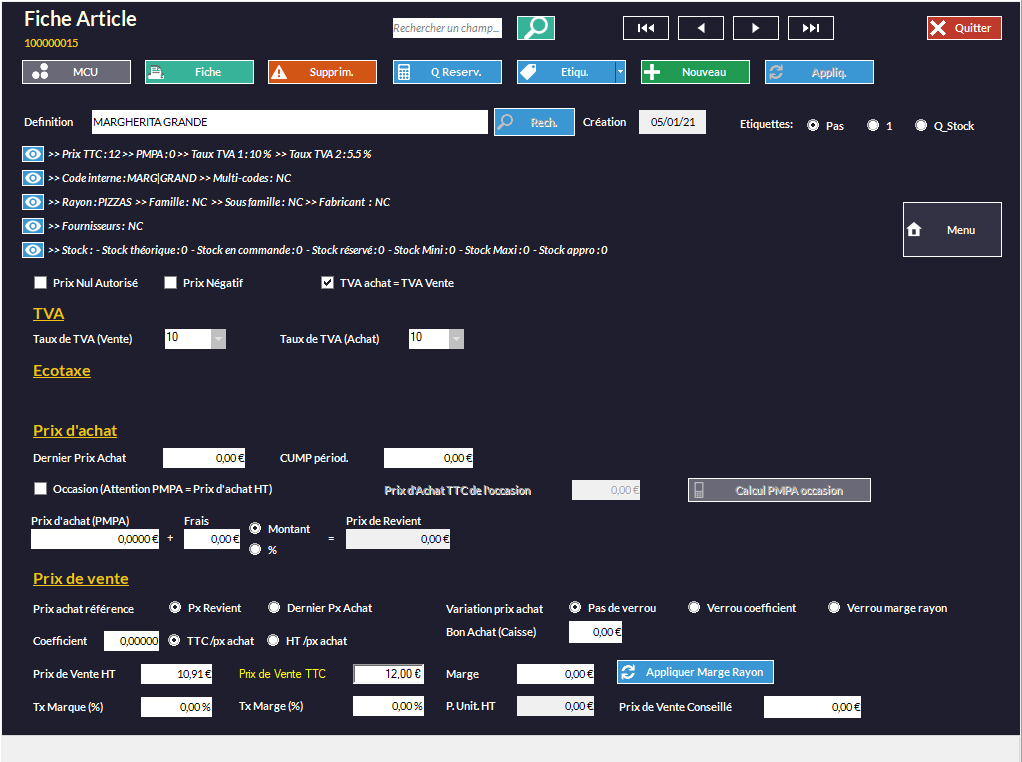 Fiche Article
100000015
Rechercher un champ...
Quitter
MCU
Fiche
Supprim.
Q Reserv.
Etiqu.
Nouveau
Appliq.
Definition MARGHERITA GRANDE Rech. Création 05/01/21 Etiquettes: Pas 1 Q_Stock
>> Prix TTC : 12 >> PMPA : 0 >> Taux TVA 1 : 10 % >> Taux TVA 2 : 5.5 %
>> Code interne : MARG|GRAND >> Multi-codes : NC
>> Rayon : PIZZAS >> Famille : NC >> Sous famille : NC >> Fabricant : NC
>> Fournisseurs : NC
>> Stock : - Stock théorique : 0 - Stock en commande : 0 - Stock réservé : 0 - Stock Mini : 0 - Stock Maxi : 0 - Stock appro : 0
Menu
Prix Nul Autorisé Prix Négatif TVA achat = TVA Vente
TVA
Taux de TVA (Vente) 10 Taux de TVA (Achat) 10
Ecotaxe
Prix d'achat
Dernier Prix Achat 0,00 € CUMP périod. 0,00 €
Occasion (Attention PMPA = Prix d'achat HT) Prix d'Achat TTC de l'occasion 0,00 € Calcul PMPA occasion
Prix d'achat (PMPA) Frais Prix de Revient
0,0000 € + 0,00 € Montant % = 0,00 €
Prix de vente
Prix achat référence Px Revient Dernier Px Achat Variation prix achat Pas de verrou Verrou coefficient Verrou marge rayon
Coefficient 0,00000 TTC /px achat HT /px achat Bon Achat (Caisse) 0,00 €
Prix de Vente HT 10,91 € Prix de Vente TTC 12,00 € Marge 0,00 € Appliquer Marge Rayon
Tx Marque (%) 0,00 % Tx Marge (%) 0,00 % P. Unit. HT 0,00 € Prix de Vente Conseillé 0,00 €